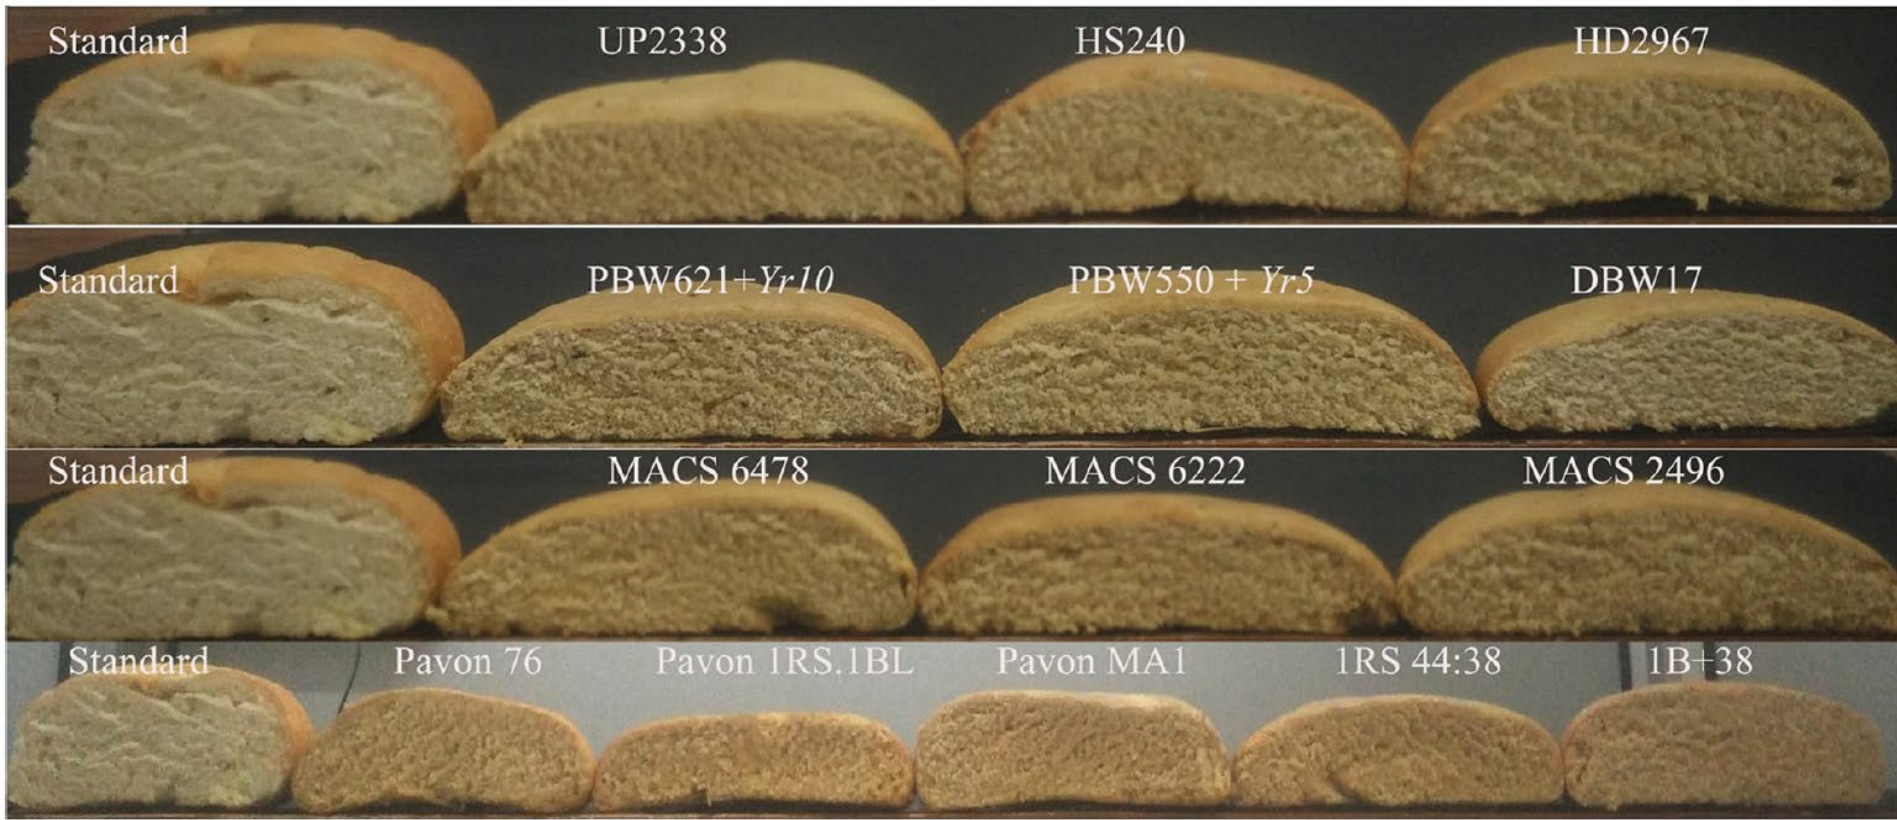 Standard UP2338 HS240 HD2967
Standard PBW621+Yr10 PBW550 + Yr5 DBW17
Standard MACS 6478 MACS 6222 MACS 2496
Standard Pavon 76 Pavon 1RS.1BL Pavon MA1 1RS 44:38 1B+38